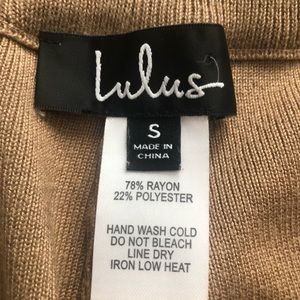 Lulus
S
MADE IN
CHINA
78% RAYON
22% POLYESTER
HAND WASH COLD
DO NOT BLEACH
LINE DRY
IRON LOW HEAT